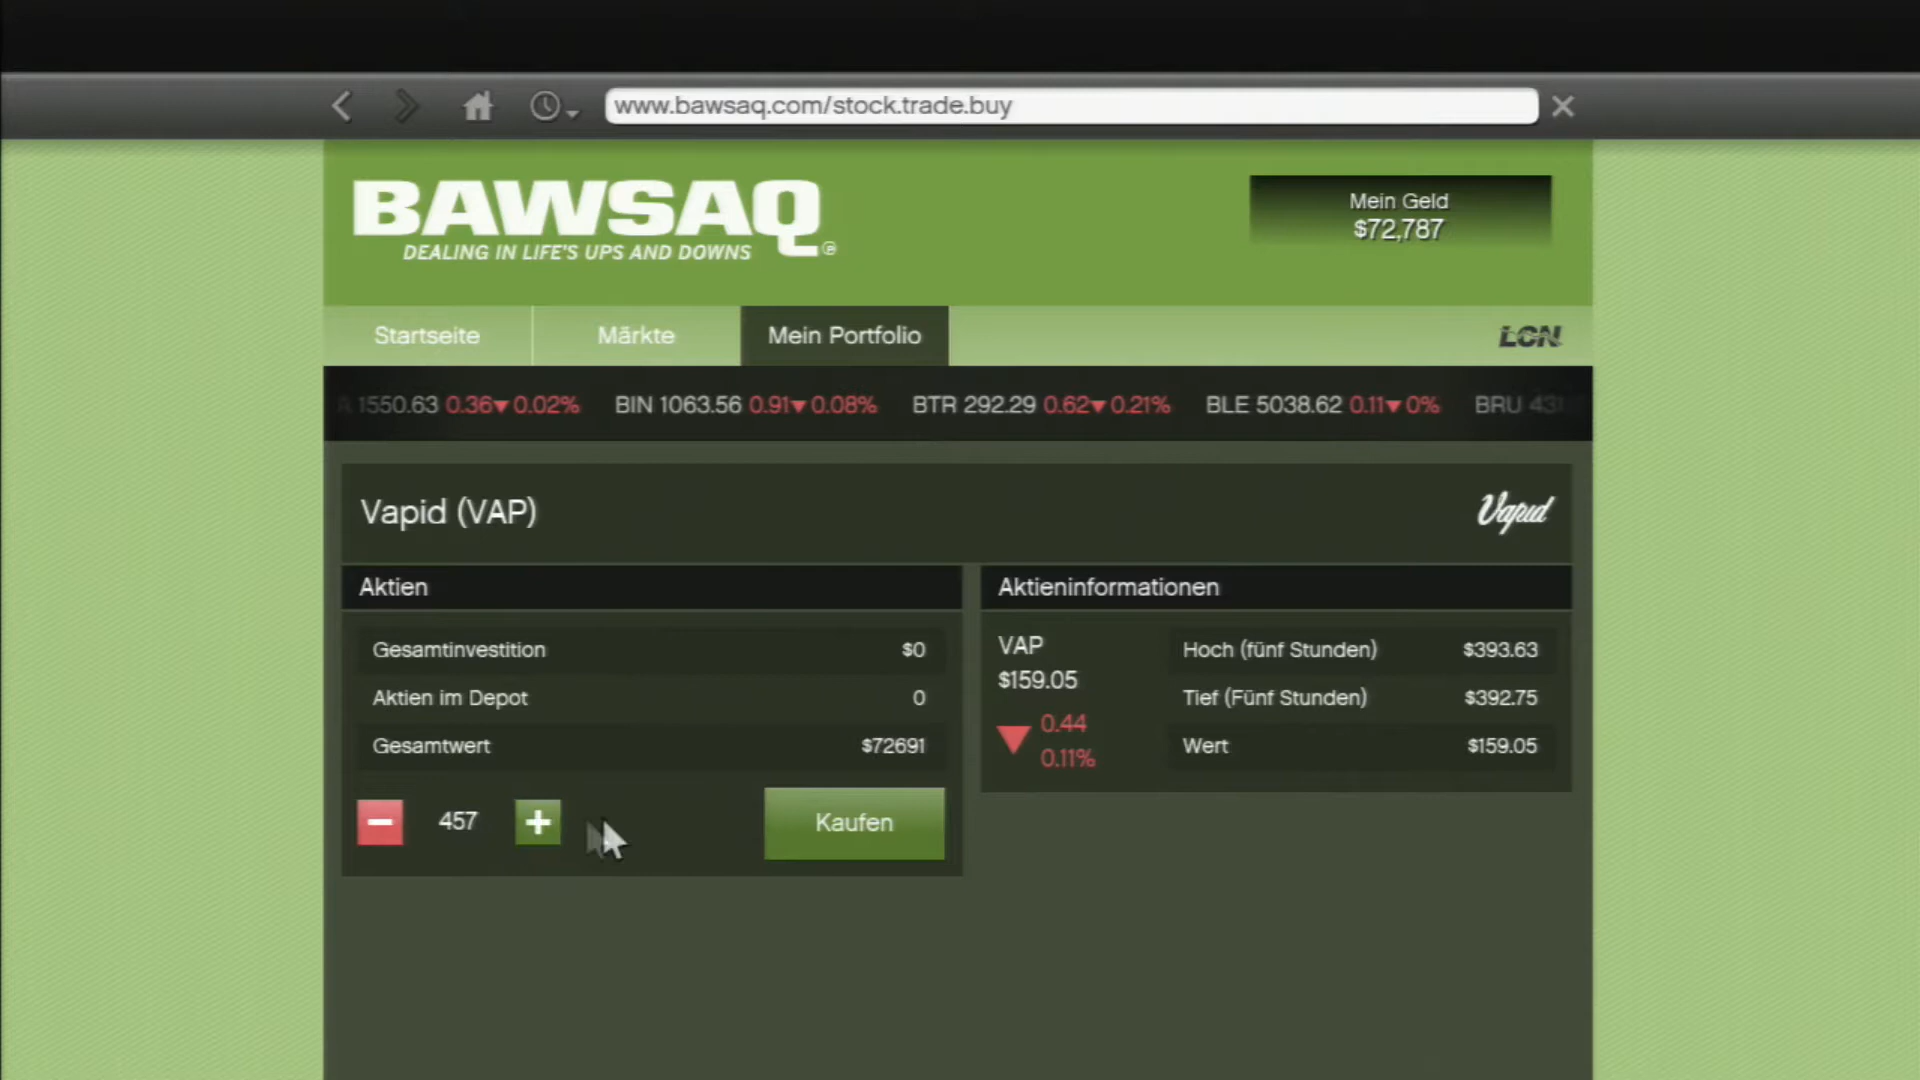 www.bawsaq.com/stock.trade.buy
BAWSAQ
DEALING IN LIFE'S UPS AND DOWNS
Mein Geld
$72,787
Startseite Märkte Mein Portfolio LCN
1550.63 0.36▼0.02% BIN 1063.56 0.91▼0.08% BTR 292.29 0.62▼0.21% BLE 5038.62 0.11▼0% BRU
Vapid (VAP) Vapid
Aktien
Gesamtinvestition $0
Aktien im Depot 0
Gesamtwert $72691
− 457 + Kaufen
Aktieninformationen
VAP
$159.05
▼ 0.44
0.11%
Hoch (fünf Stunden) $393.63
Tief (Fünf Stunden) $392.75
Wert $159.05